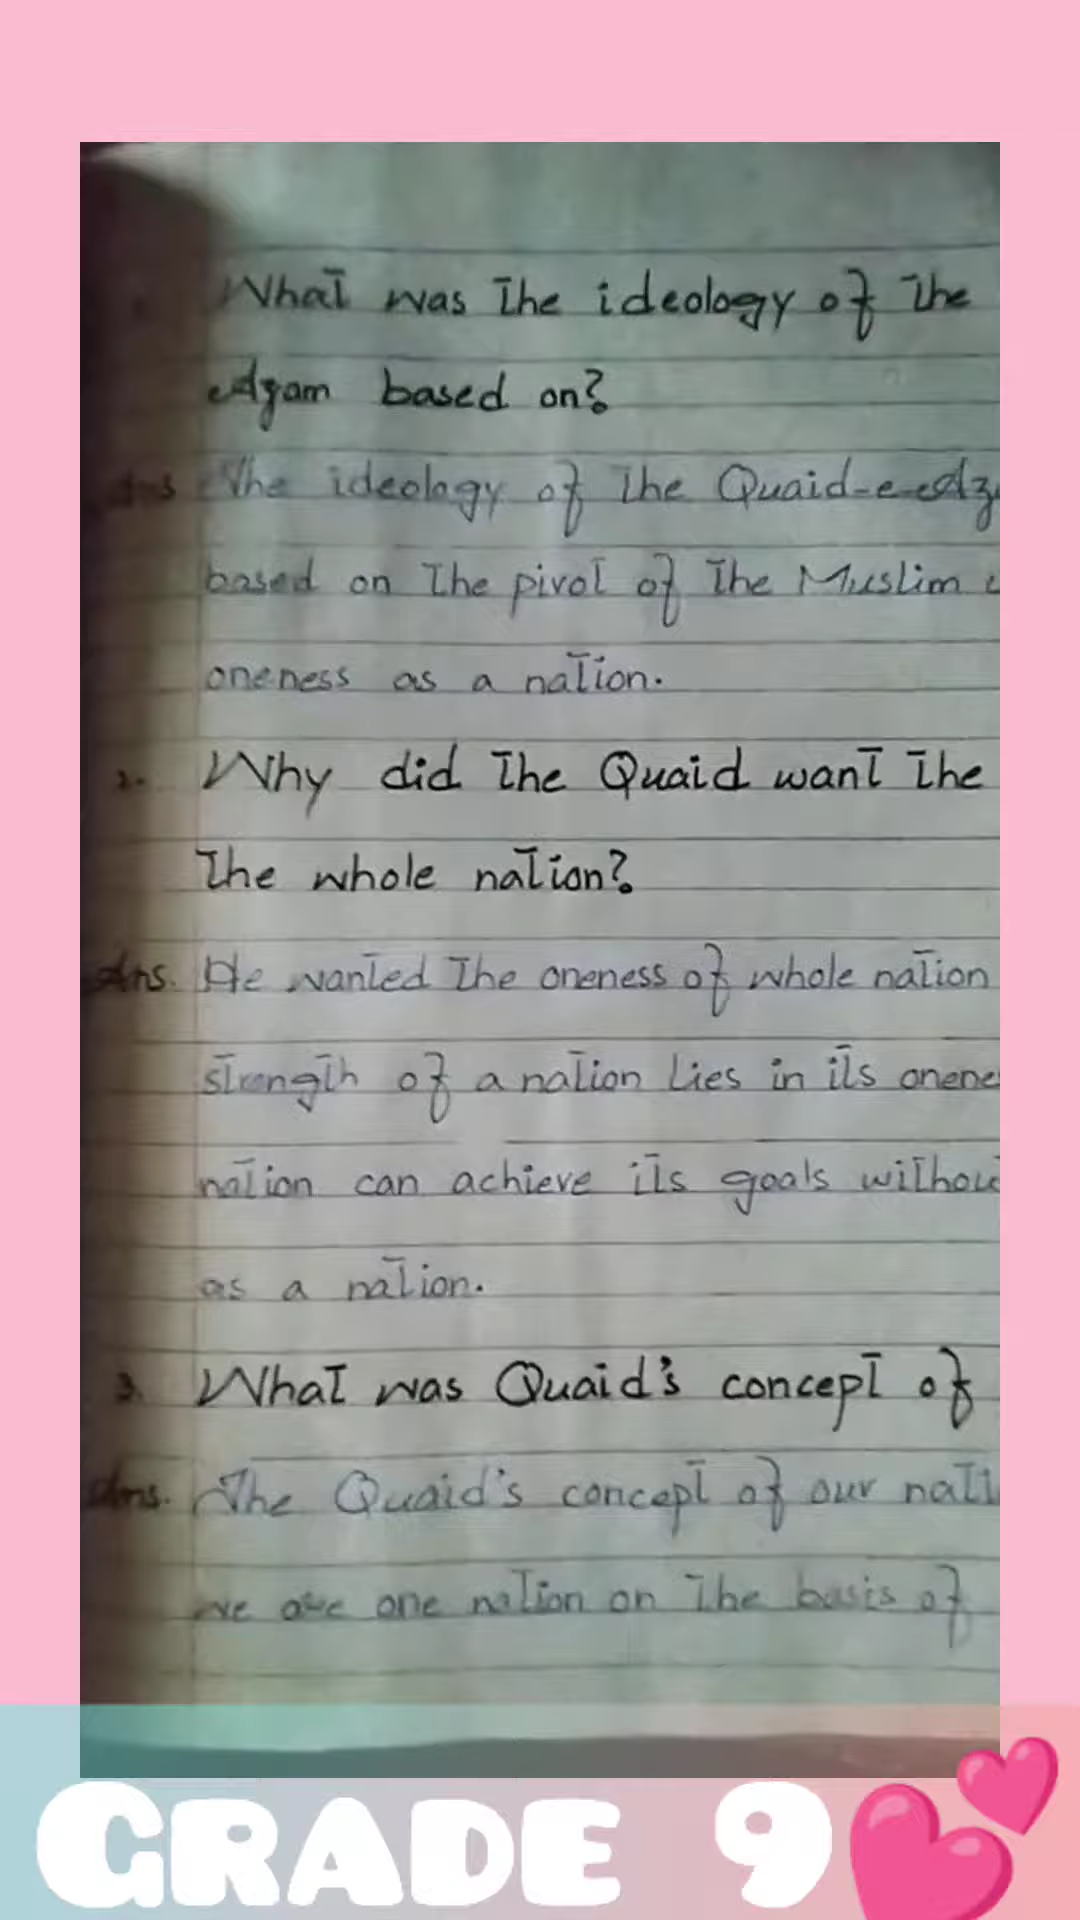 What was the ideology of the
Azam based on?
Ans The ideology of the Quaid-e-Az
based on the pivot of the Muslim
oneness as a nation.
2. Why did the Quaid want the
the whole nation?
Ans. He wanted the oneness of whole nation
strength of a nation lies in its onene
nation can achieve its goals withou
as a nation.
3. What was Quaid's concept of
Ans. The Quaid's concept of our nati
we are one nation on the basis of
GRADE 9